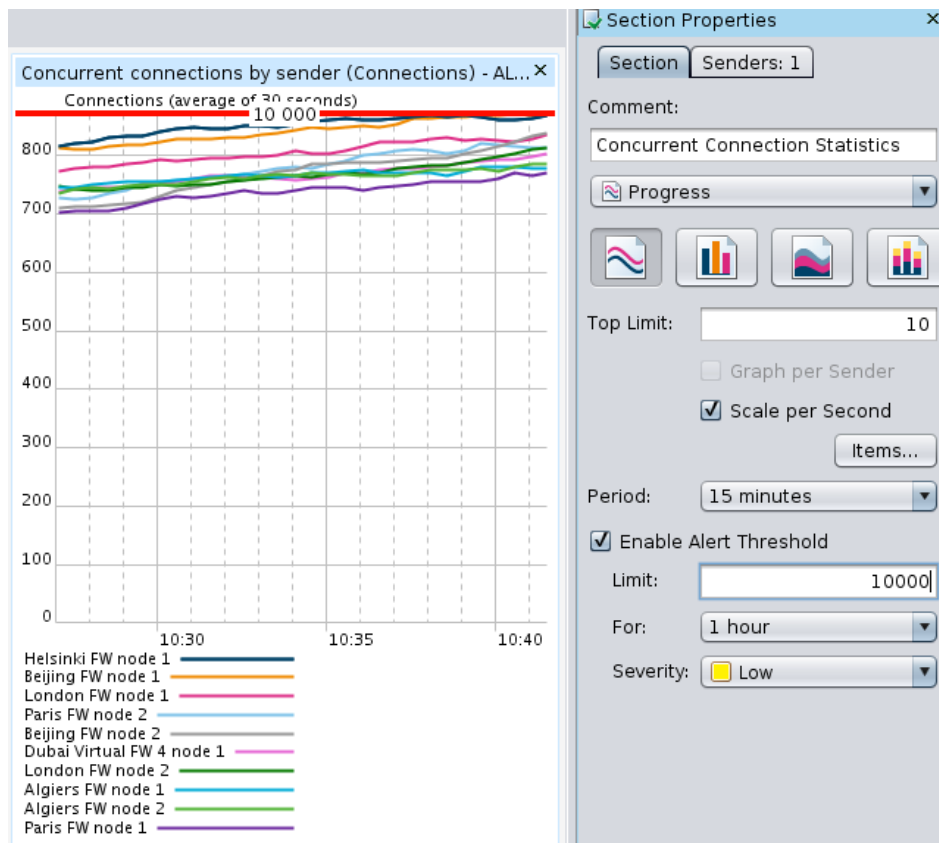 Concurrent connections by sender (Connections) - AL...
Connections (average of 30 seconds)
10 000
800
700
600
500
400
300
200
100
0
10:30 10:35 10:40
Helsinki FW node 1
Beijing FW node 1
London FW node 1
Paris FW node 2
Beijing FW node 2
Dubai Virtual FW 4 node 1
London FW node 2
Algiers FW node 1
Algiers FW node 2
Paris FW node 1
Section Properties
Section Senders: 1
Comment:
Concurrent Connection Statistics
Progress
Top Limit: 10
Graph per Sender
Scale per Second
Items...
Period: 15 minutes
Enable Alert Threshold
Limit: 10000
For: 1 hour
Severity: Low